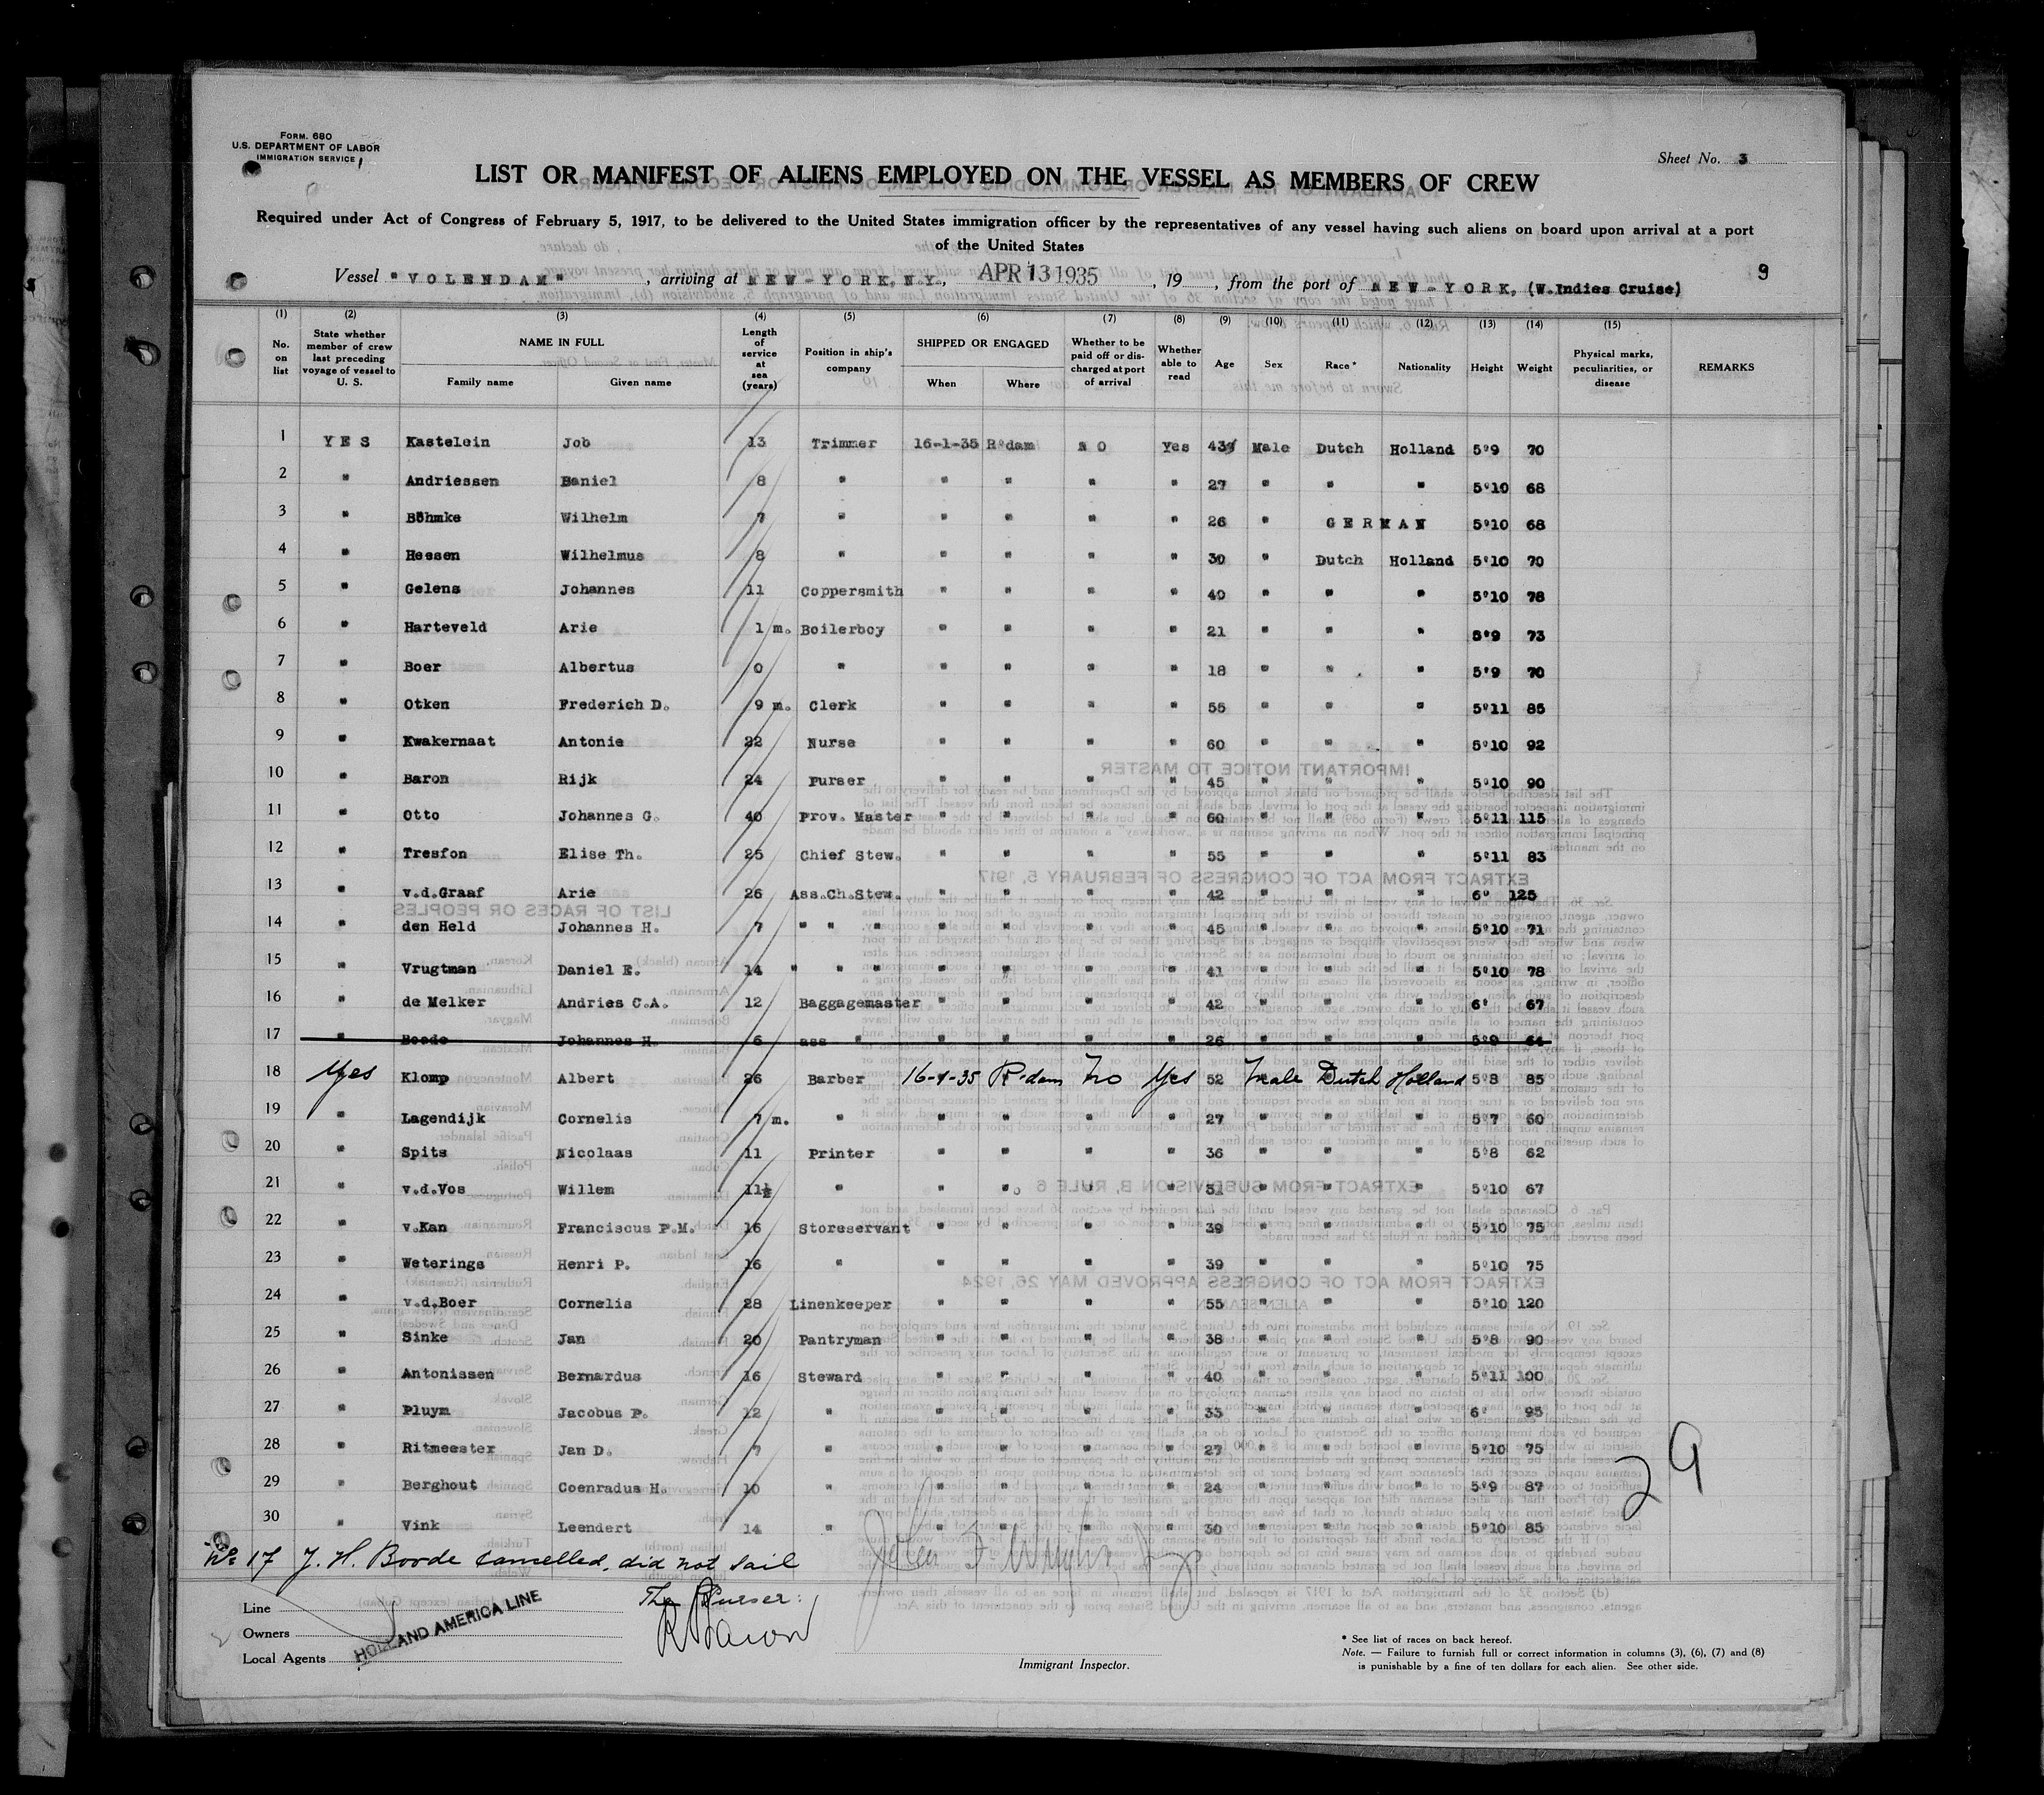 FORM. 680
U.S. DEPARTMENT OF LABOR
IMMIGRATION SERVICE
Sheet No. 3
LIST OR MANIFEST OF ALIENS EMPLOYED ON THE VESSEL AS MEMBERS OF CREW
Required under Act of Congress of February 5, 1917, to be delivered to the United States immigration officer by the representatives of any vessel having such aliens on board upon arrival at a port
of the United States
Vessel "VOLENDAM", arriving at NEW-YORK, N.Y., APR 13 1935, 19 , from the port of NEW-YORK, (W.Indies Cruise) 9
(1) No. on list (2) State whether member of crew last preceding voyage of vessel to U. S. (3) NAME IN FULL Family name Given name (4) Length of service at sea (years) (5) Position in ship's company (6) SHIPPED OR ENGAGED When Where (7) Whether to be paid off or discharged at port of arrival (8) Whether able to read (9) Age (10) Sex (11) Race * (12) Nationality (13) Height (14) Weight (15) Physical marks, peculiarities, or disease REMARKS
1 YES Kastelein Job 13 Trimmer 16-1-35 R'dam NO Yes 43 Male Dutch Holland 5'9 70
2 " Andriessen Daniel 8 " " " " " 27 " " " 5'10 68
3 " Böhmke Wilhelm 7 " " " " " 26 " GERMAN 5'10 68
4 " Hessen Wilhelmus 8 " " " " " 30 " Dutch Holland 5'10 70
5 " Gelens Johannes 11 Coppersmith " " " " 40 " " " 5'10 78
6 " Harteveld Arie 1 m. Boilerboy " " " " 21 " " " 5'9 73
7 " Boer Albertus 0 " " " " " 18 " " " 5'9 70
8 " Otken Frederich D. 9 m. Clerk " " " " 55 " " " 5'11 85
9 " Kwakernaat Antonie 22 Nurse " " " " 60 " " " 5'10 92
10 " Baron Rijk 24 Purser " " " " 45 " " " 5'10 90
11 " Otto Johannes G. 40 Prov. Master " " " " 60 " " " 5'11 115
12 " Tresfon Elise Th. 25 Chief Stew. " " " " 55 " " " 5'11 83
13 " v.d.Graaf Arie 26 Ass.Ch.Stew. " " " " 42 " " " 6' 125
14 " den Held Johannes H. 7 " " " " " " " 45 " " " 5'10 71
15 " Vrugtman Daniel E. 14 " " " " " " " 41 " " " 5'10 78
16 " de Melker Andries C.A. 12 Baggagemaster " " " " 42 " " " 6' 67
17 " Boode Johannes H. 6 ass " " " " " 26 " " " 5'9 64
18 Yes Klomp Albert 26 Barber 16-1-35 R'dam No Yes 52 Male Dutch Holland 5'8 85
19 " Lagendijk Cornelis 7 m. " " " " " 27 " " " 5'7 60
20 " Spits Nicolaas 11 Printer " " " " 36 " " " 5'8 62
21 " v.d.Vos Willem 11½ " " " " " 31 " " " 5'10 67
22 " v.Kan Franciscus P.M. 16 Storeservant " " " " 39 " " " 5'10 75
23 " Weterings Henri P. 16 " " " " " 39 " " " 5'10 75
24 " v.d.Boer Cornelis 28 Linenkeeper " " " " 55 " " " 5'10 120
25 " Sinke Jan 20 Pantryman " " " " 38 " " " 5'8 90
26 " Antonissen Bernardus 16 Steward " " " " 40 " " " 5'11 100
27 " Pluym Jacobus P. 12 " " " " " 33 " " " 6' 95
28 " Ritmeester Jan D. 7 " " " " " 27 " " " 5'10 75
29 " Berghout Coenradus H. 10 " " " " " 24 " " " 5'9 87
30 " Vink Leendert 14 " " " " " 30 " " " 5'10 85
29
No 17 J. H. Boode cancelled, did not sail
The Purser:
R Baron
Line
Owners
Local Agents
HOLLAND AMERICA LINE
Immigrant Inspector.
* See list of races on back hereof.
Note. — Failure to furnish full or correct information in columns (3), (6), (7) and (8)
is punishable by a fine of ten dollars for each alien. See other side.